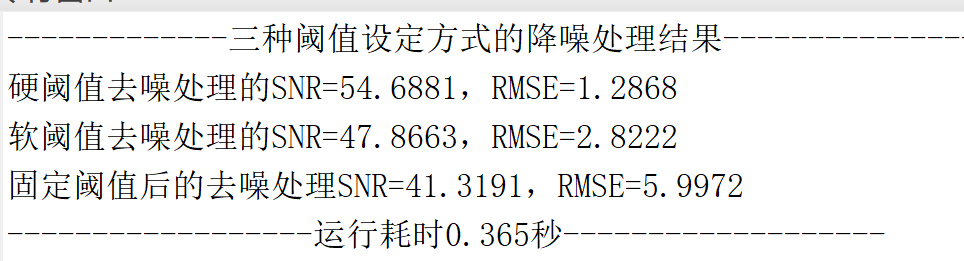 -------------三种阈值设定方式的降噪处理结果---------------
硬阈值去噪处理的SNR=54.6881，RMSE=1.2868
软阈值去噪处理的SNR=47.8663，RMSE=2.8222
固定阈值后的去噪处理SNR=41.3191，RMSE=5.9972
------------------运行耗时0.365秒-------------------